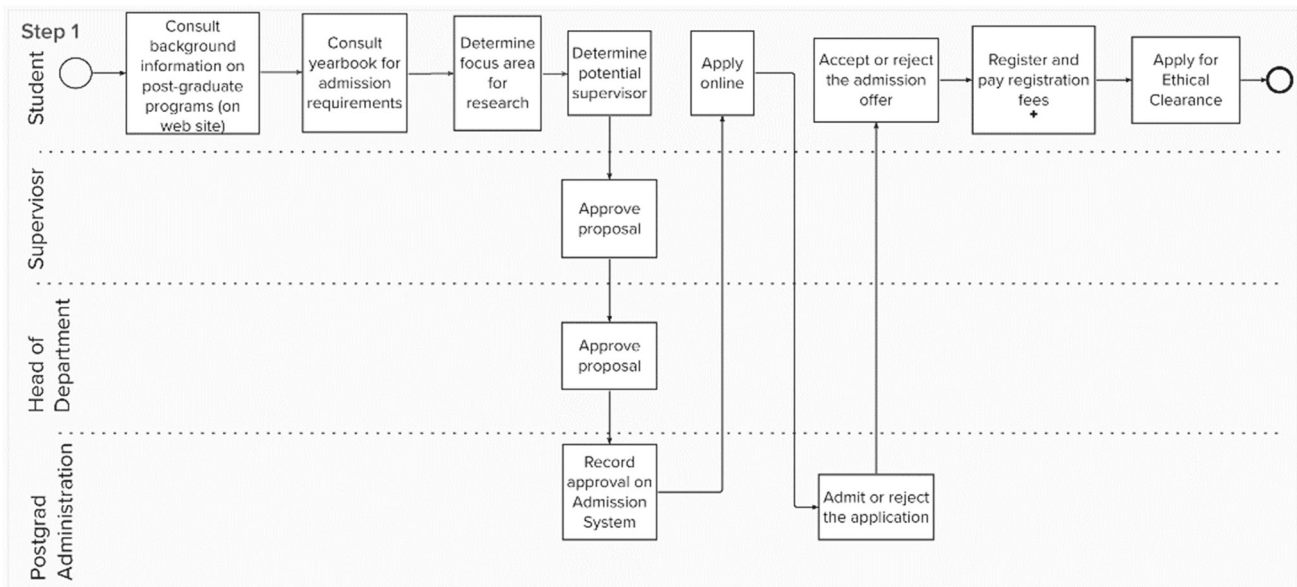 Step 1
Student
Consult
background
information on
post-graduate
programs (on
web site)
Consult
yearbook for
admission
requirements
Determine
focus area
for
research
Determine
potential
supervisor
Apply
online
Accept or reject
the admission
offer
Register and
pay registration
fees
+
Apply for
Ethical
Clearance
Superviosr
Approve
proposal
Head of
Department
Approve
proposal
Postgrad
Administration
Record
approval on
Admission
System
Admit or reject
the application